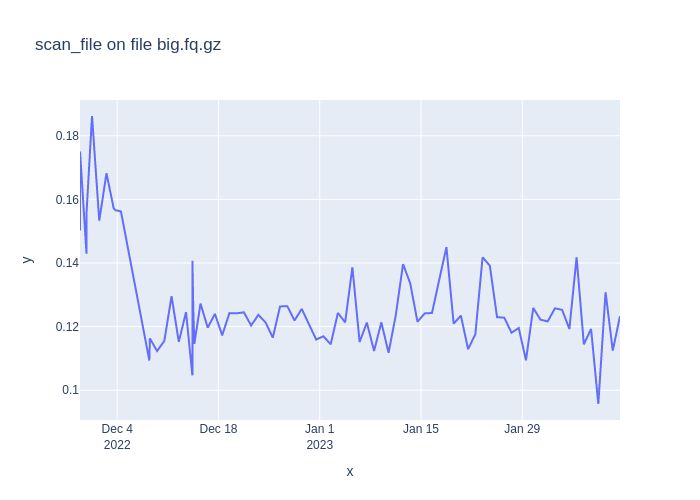 scan_file on file big.fq.gz
0.18
0.16
0.14
0.12
0.1
y
Dec 4
2022
Dec 18
Jan 1
2023
Jan 15
Jan 29
x